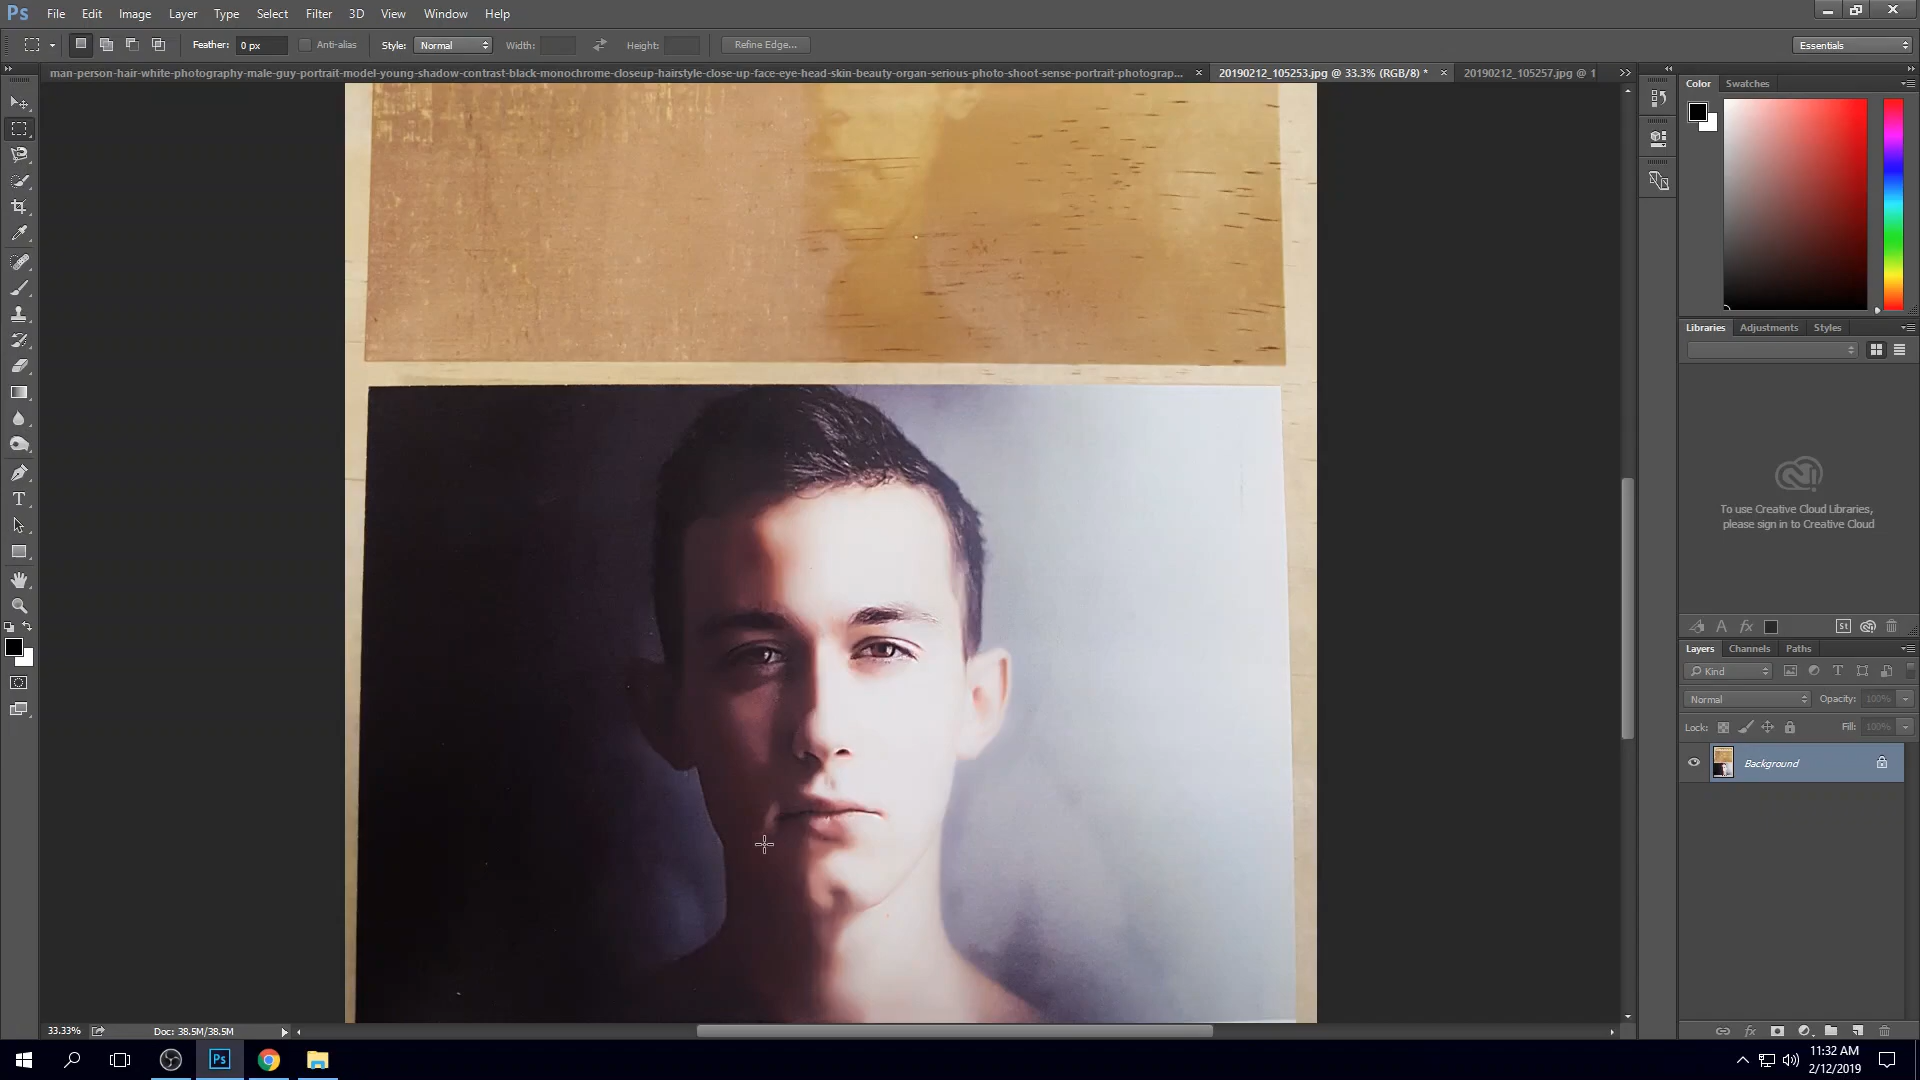 Ps File Edit Image Layer Type Select Filter 3D View Window Help
Feather: 0 px Anti-alias Style: Normal Width: Height: Refine Edge... Essentials
man-person-hair-white-photography-male-guy-portrait-model-young-shadow-contrast-black-monochrome-closeup-hairstyle-close-up-face-eye-head-skin-beauty-organ-serious-photo-shoot-sense-portrait-photograp... × 20190212_105253.jpg @ 33.3% (RGB/8) * × 20190212_105257.jpg @ 1
Color Swatches
Libraries Adjustments Styles
To use Creative Cloud Libraries,
please sign in to Creative Cloud
St
Layers Channels Paths
Kind
Normal Opacity: 100%
Lock: Fill: 100%
Background
33.33% Doc: 38.5M/38.5M
Ps
11:32 AM
2/12/2019